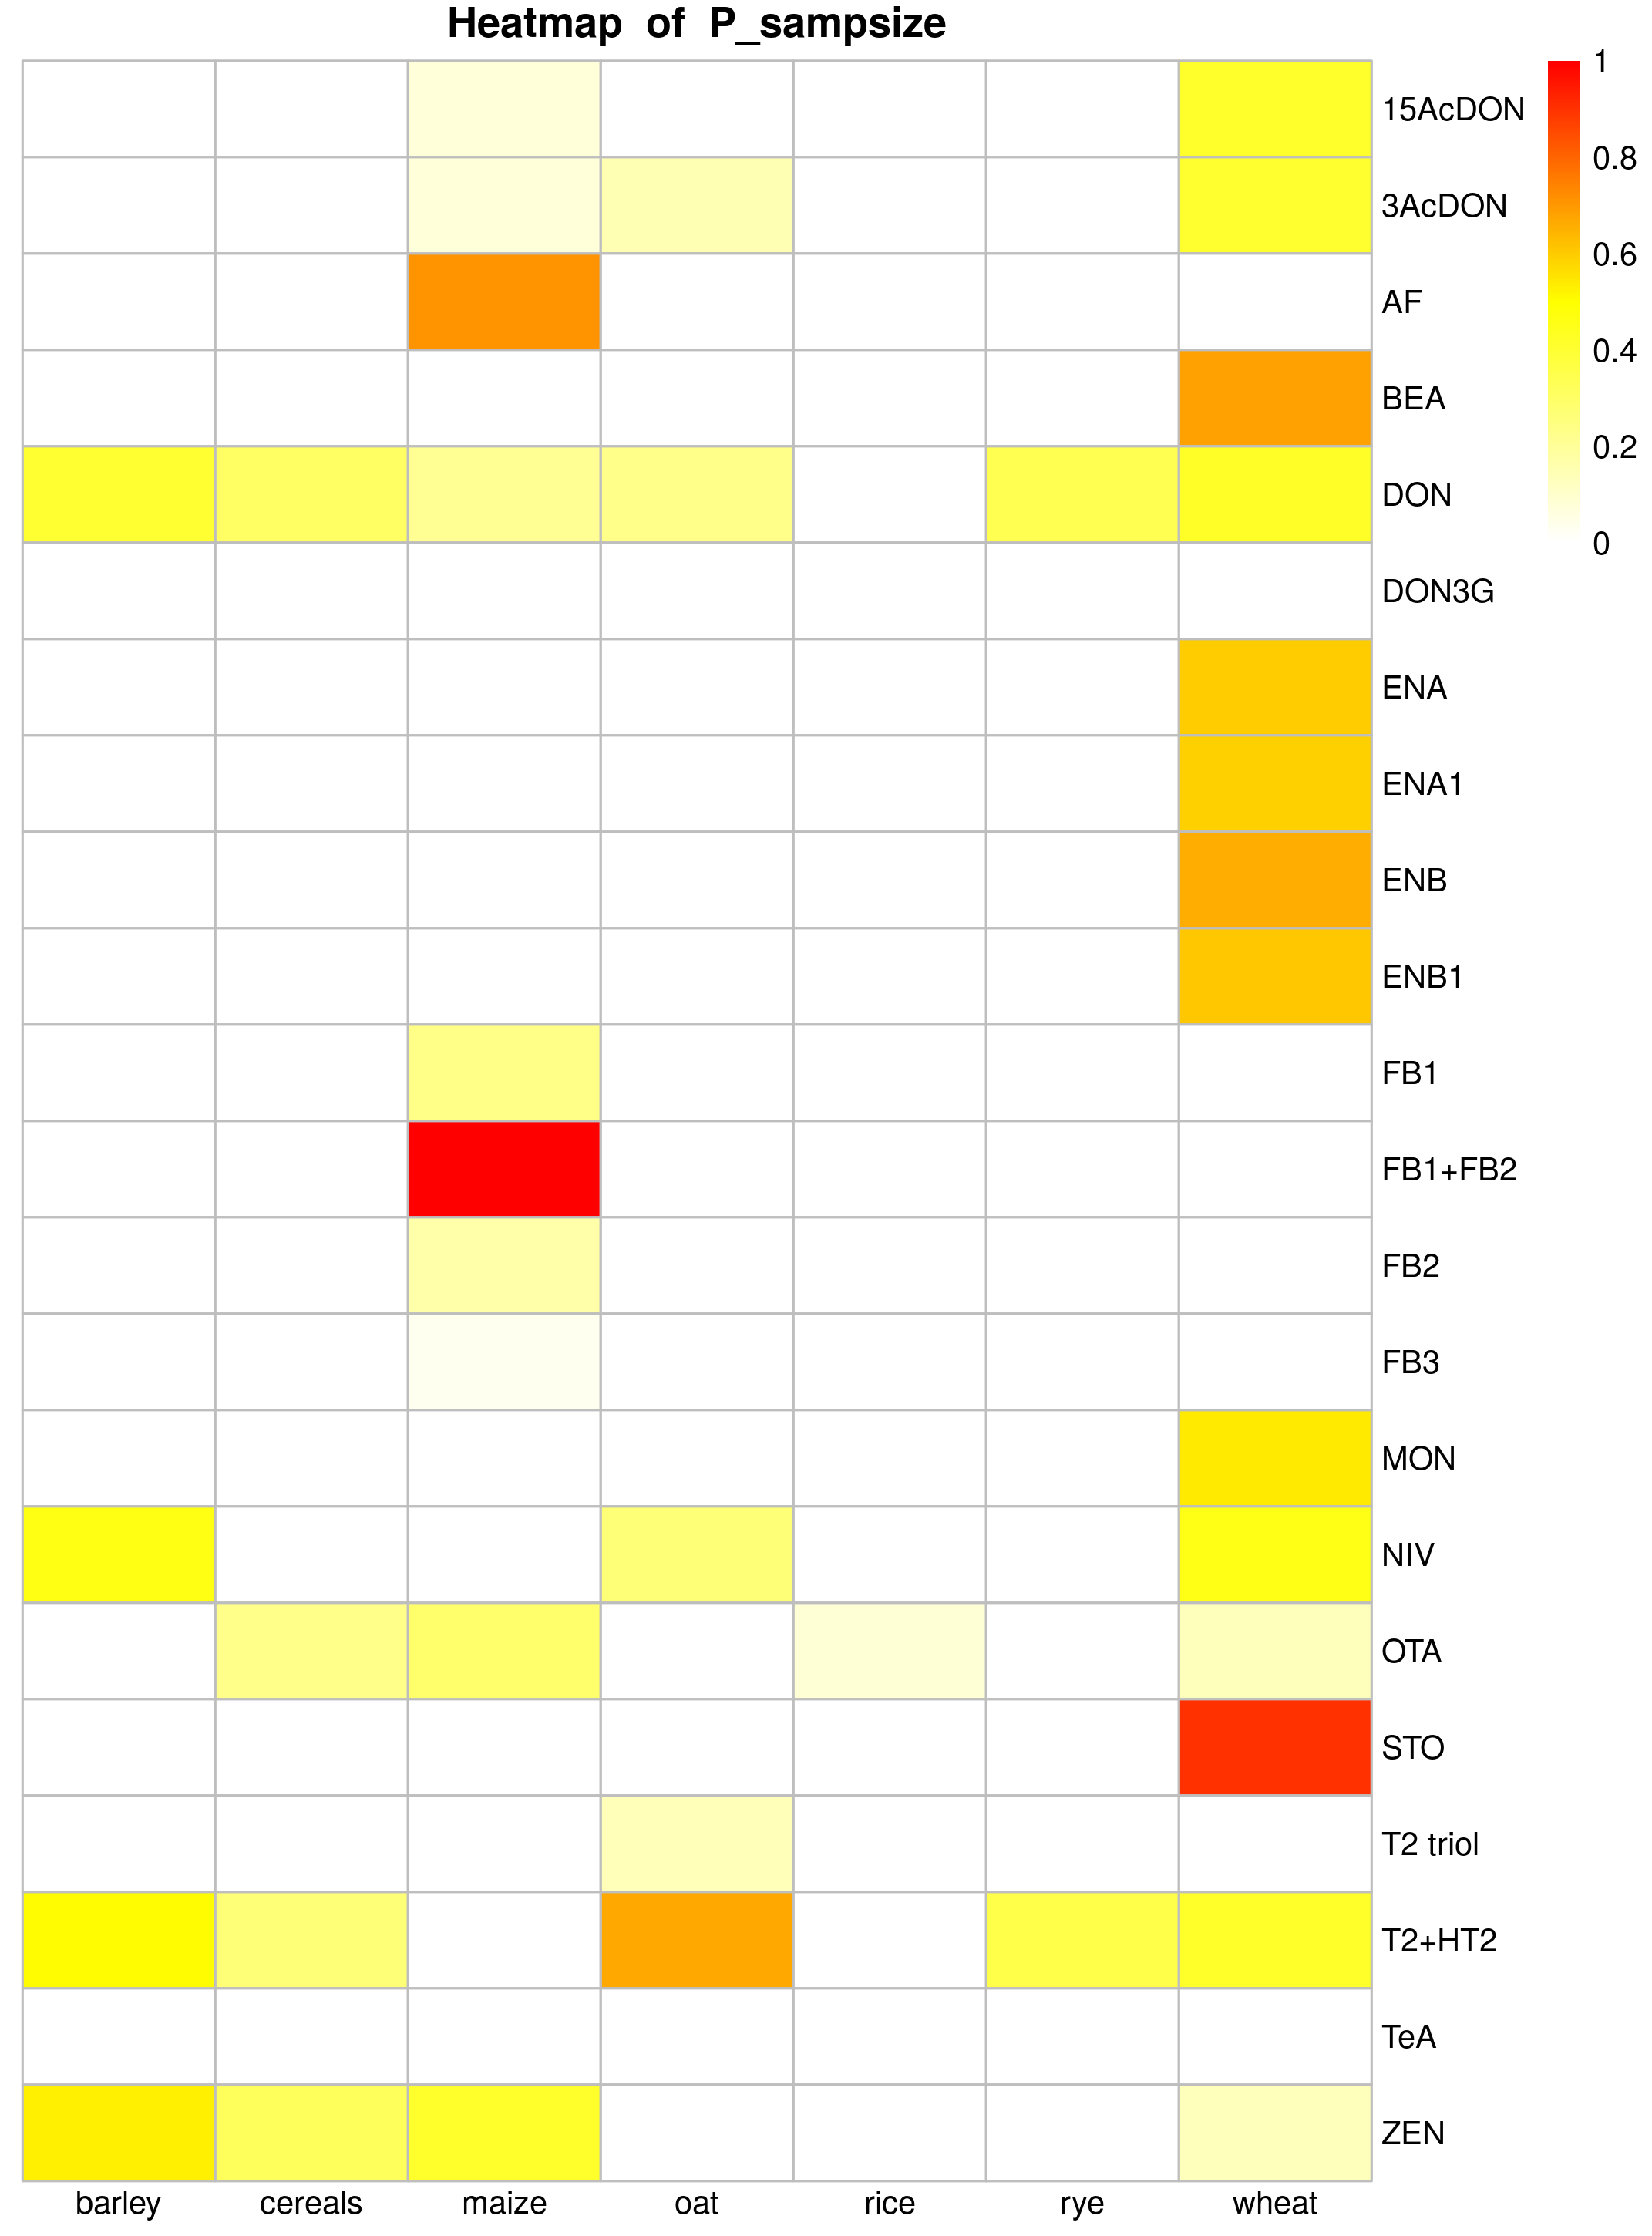 Heatmap of P_sampsize
15AcDON
3AcDON
AF
BEA
DON
DON3G
ENA
ENA1
ENB
ENB1
FB1
FB1+FB2
FB2
FB3
MON
NIV
OTA
STO
T2 triol
T2+HT2
TeA
ZEN
1
0.8
0.6
0.4
0.2
0
barley cereals maize oat rice rye wheat